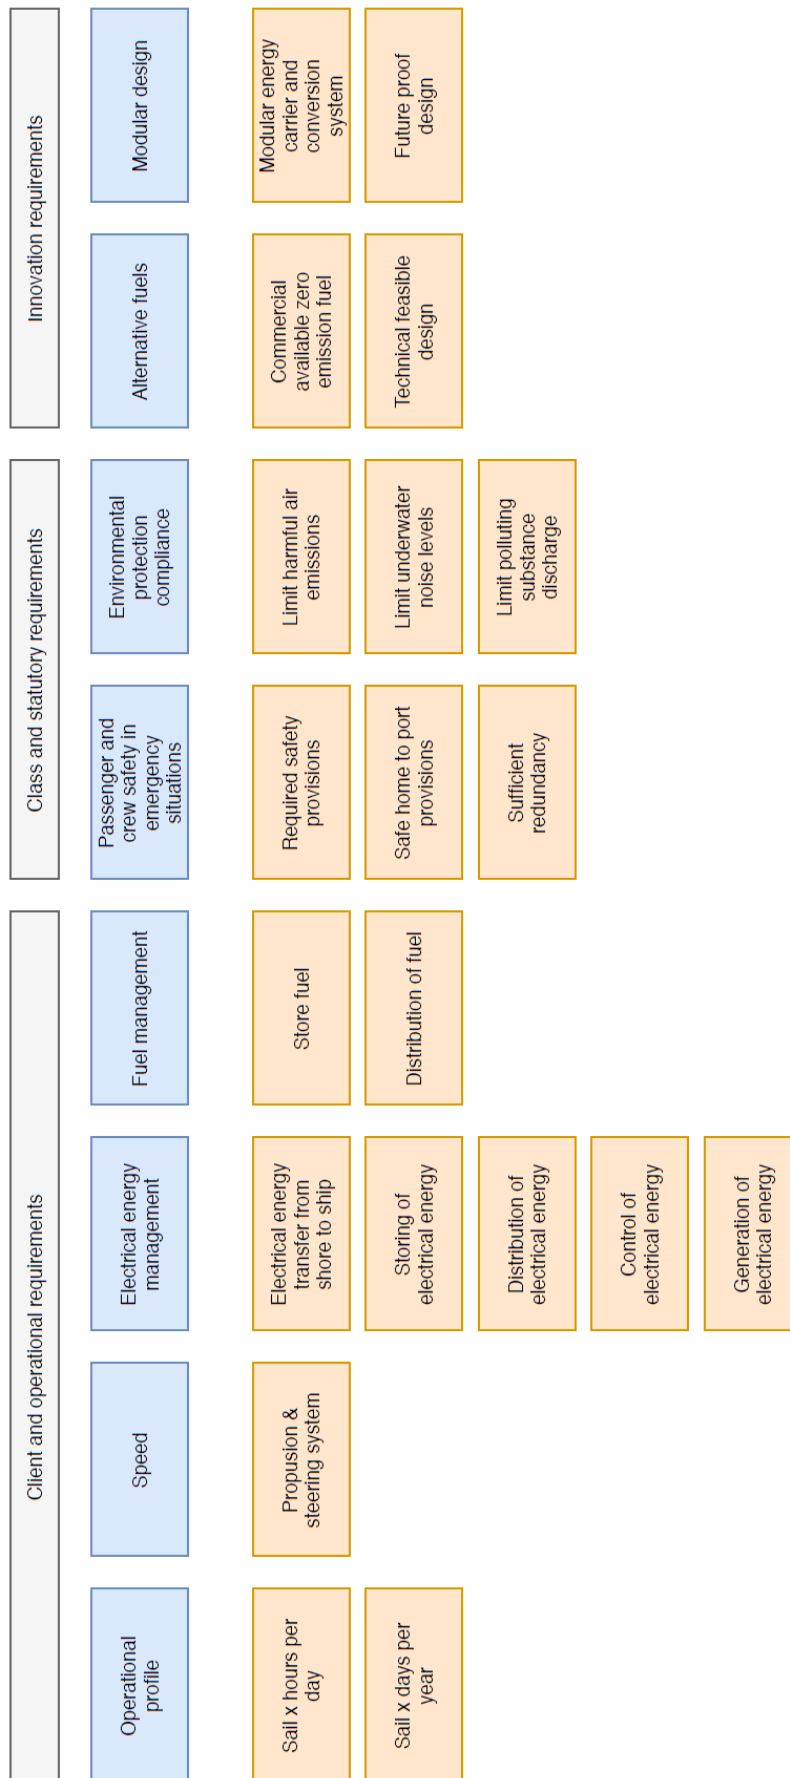 Client and operational requirements
Class and statutory requirements
Innovation requirements
Operational
profile
Speed
Electrical energy
management
Fuel management
Passenger and
crew safety in
emergency
situations
Environmental
protection
compliance
Alternative fuels
Modular design
Sail x hours per
day
Propusion &
steering system
Electrical energy
transfer from
shore to ship
Store fuel
Required safety
provisions
Limit harmful air
emissions
Commercial
available zero
emission fuel
Modular energy
carrier and
conversion
system
Sail x days per
year
Storing of
electrical energy
Distribution of fuel
Safe home to port
provisions
Limit underwater
noise levels
Technical feasible
design
Future proof
design
Distribution of
electrical energy
Sufficient
redundancy
Limit polluting
substance
discharge
Control of
electrical energy
Generation of
electrical energy